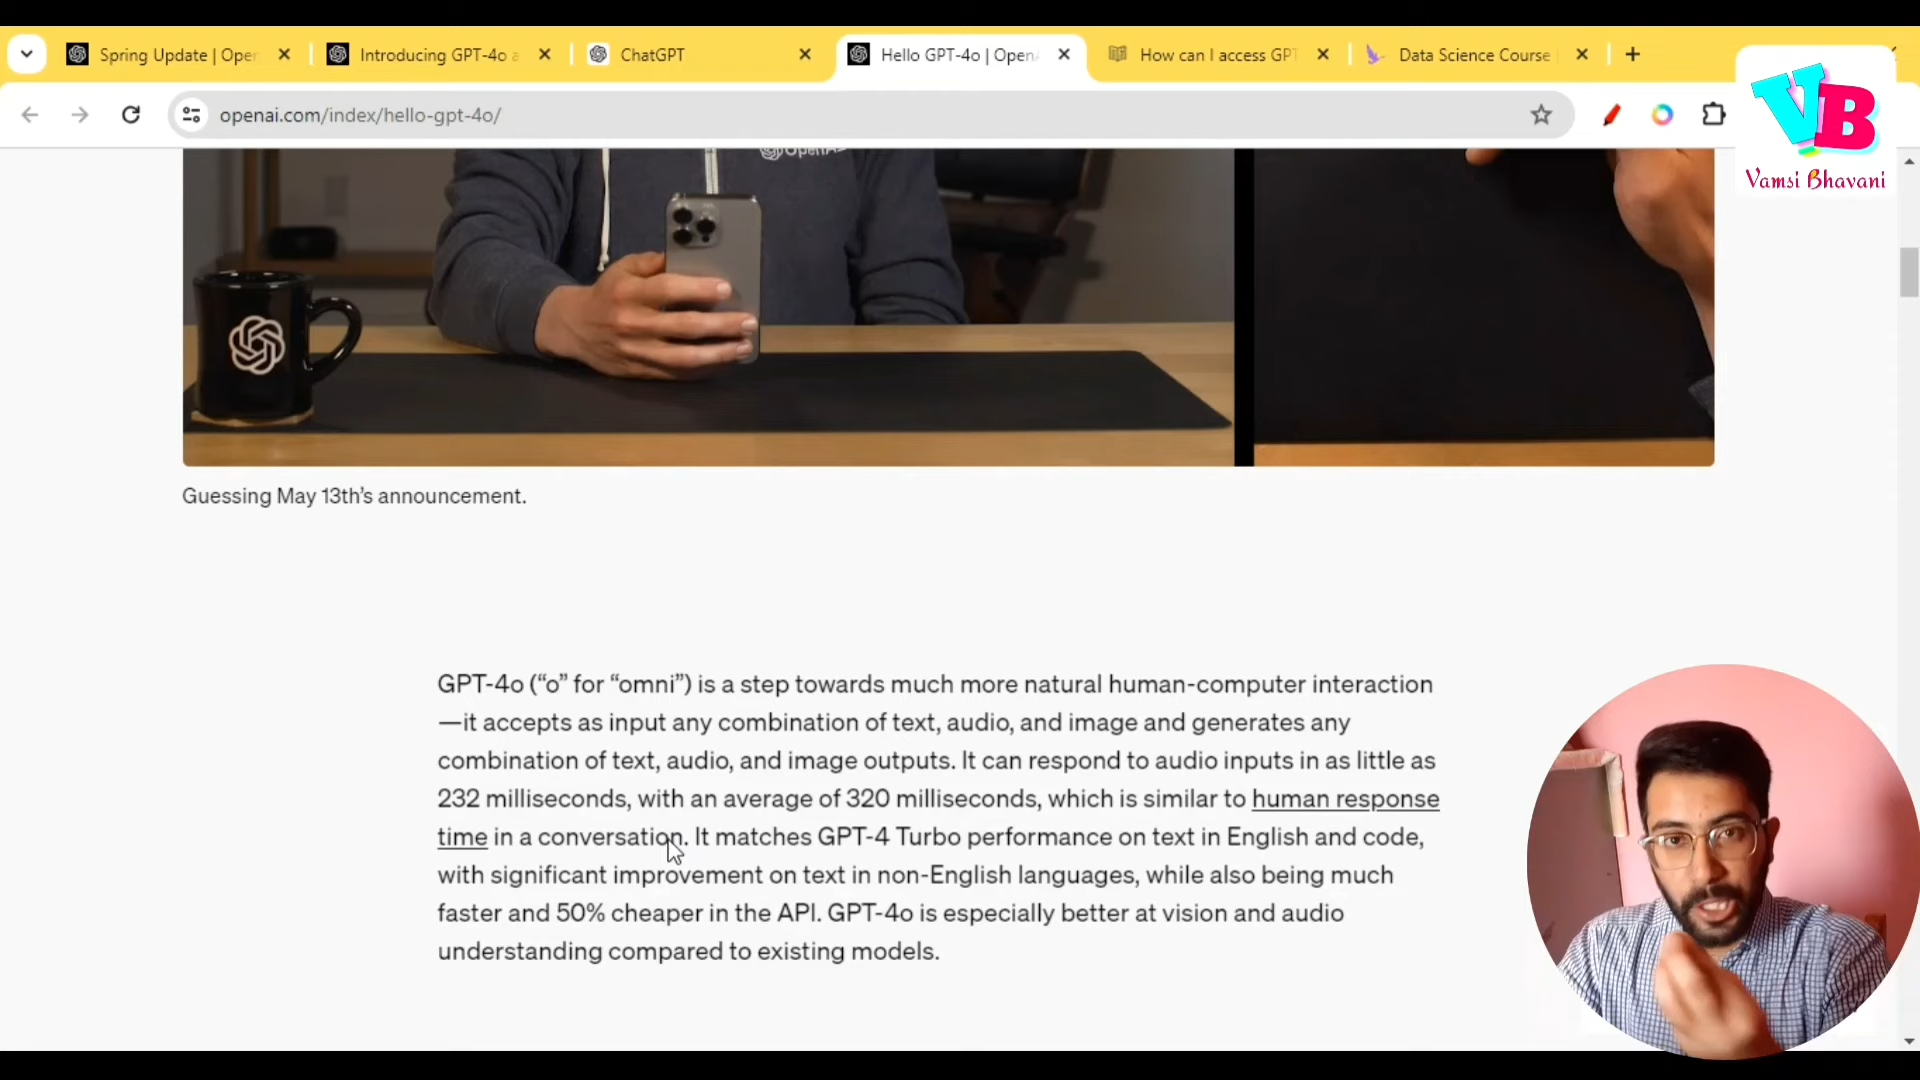 Spring Update | Open
Introducing GPT-4o a
ChatGPT
Hello GPT-4o | Open
How can I access GPT
Data Science Course
openai.com/index/hello-gpt-4o/
VB
Vamsi Bhavani
OpenAI
Guessing May 13th’s announcement.
GPT-4o (“o” for “omni”) is a step towards much more natural human-computer interaction
—it accepts as input any combination of text, audio, and image and generates any
combination of text, audio, and image outputs. It can respond to audio inputs in as little as
232 milliseconds, with an average of 320 milliseconds, which is similar to human response
time in a conversation. It matches GPT-4 Turbo performance on text in English and code,
with significant improvement on text in non-English languages, while also being much
faster and 50% cheaper in the API. GPT-4o is especially better at vision and audio
understanding compared to existing models.